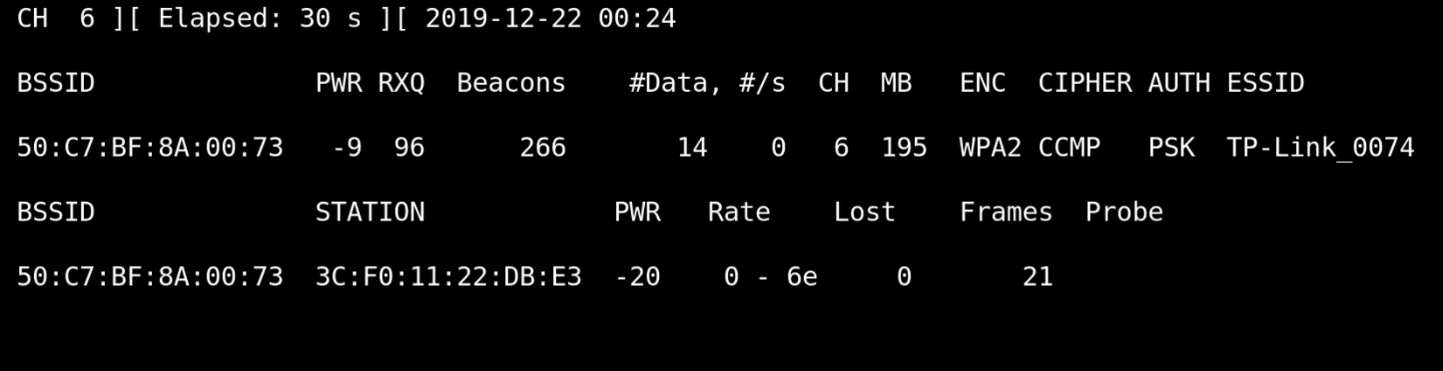 CH  6 ][ Elapsed: 30 s ][ 2019-12-22 00:24
BSSID              PWR RXQ  Beacons    #Data, #/s  CH  MB   ENC  CIPHER AUTH ESSID
50:C7:BF:8A:00:73   -9  96      266       14    0   6  195  WPA2 CCMP   PSK  TP-Link_0074
BSSID              STATION            PWR   Rate    Lost    Frames  Probe
50:C7:BF:8A:00:73  3C:F0:11:22:DB:E3  -20    0 - 6e     0       21